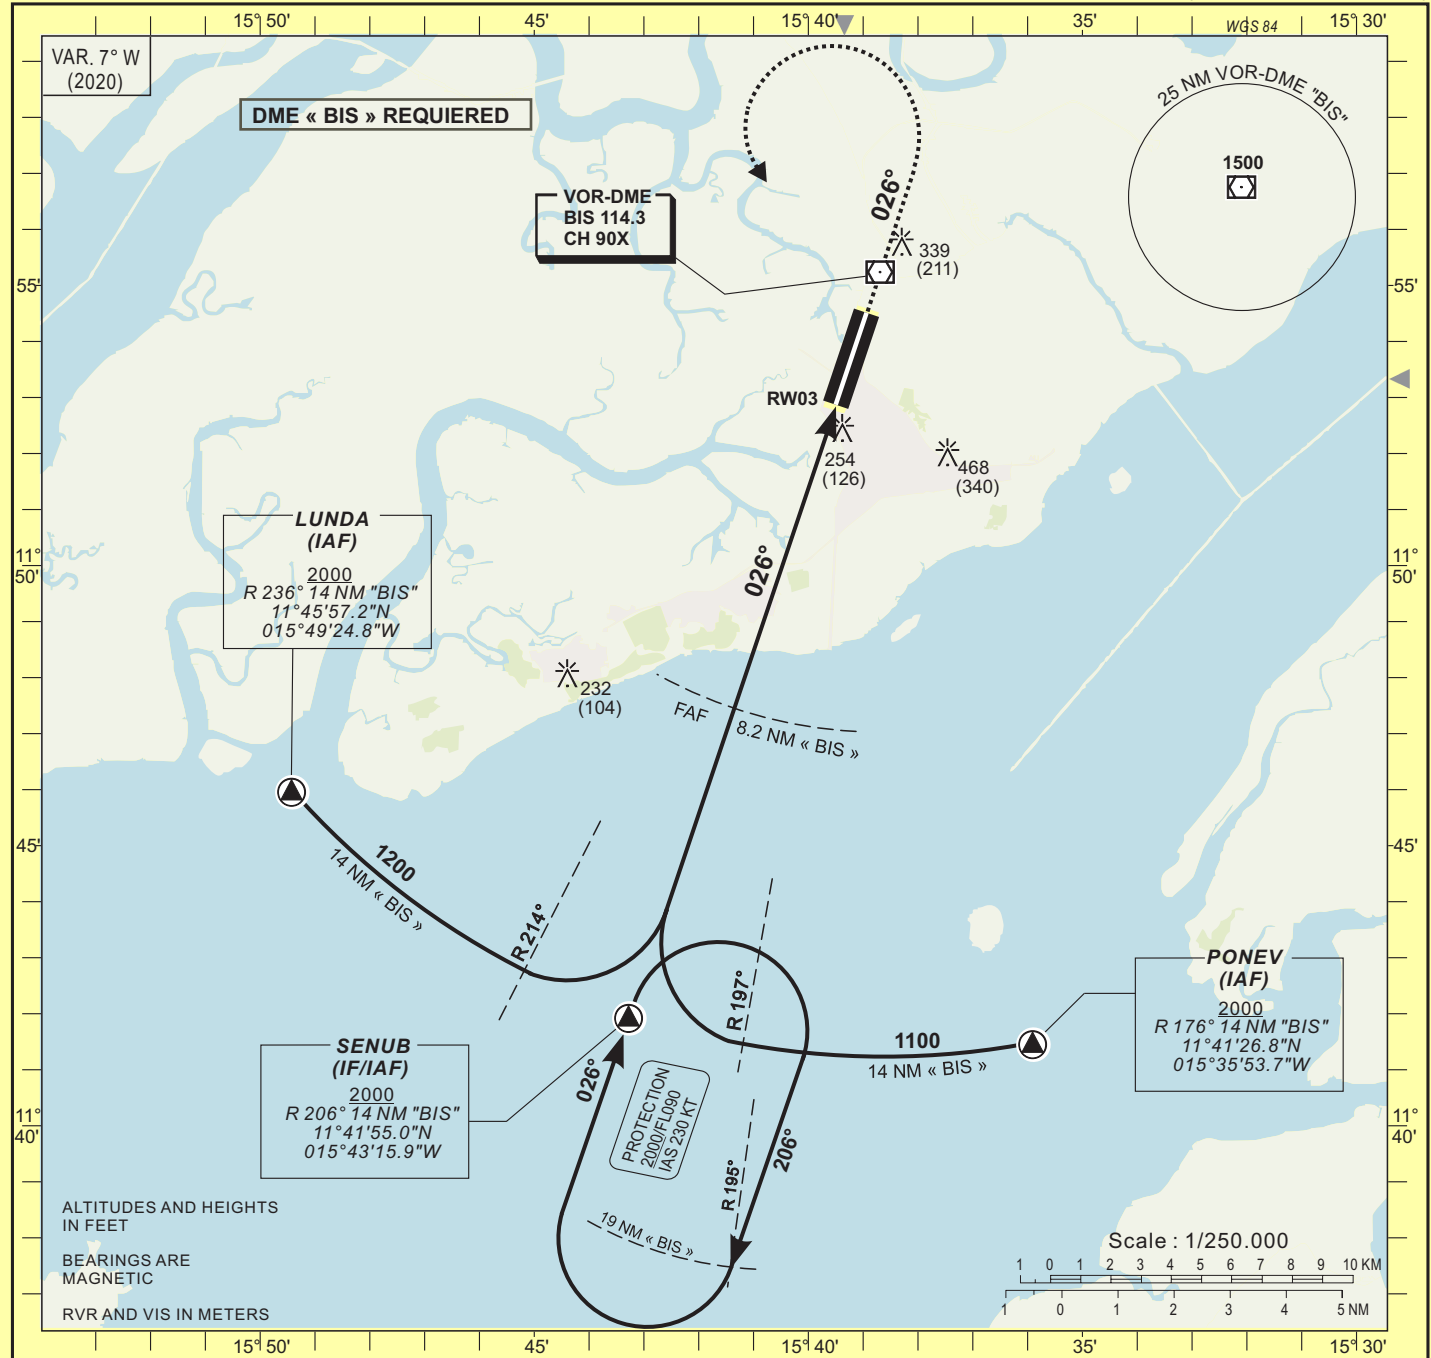 15° 50'
45'
15° 40'
35'
15° 30'
WGS 84
VAR. 7° W
(2020)
DME « BIS » REQUIERED
25 NM VOR-DME "BIS"
1500
VOR-DME
BIS 114.3
CH 90X
026°
339
(211)
55'
55'
RW03
254
(126)
468
(340)
LUNDA
(IAF)
2000
R 236° 14 NM "BIS"
11°45'57.2"N
015°49'24.8"W
11°
50'
11°
50'
026°
232
(104)
FAF
8.2 NM « BIS »
45'
45'
1200
14 NM « BIS »
R 214°
R 197°
PONEV
(IAF)
2000
R 176° 14 NM "BIS"
11°41'26.8"N
015°35'53.7"W
1100
14 NM « BIS »
SENUB
(IF/IAF)
2000
R 206° 14 NM "BIS"
11°41'55.0"N
015°43'15.9"W
026°
PROTECTION
2000/FL090
IAS 230 KT
206°
R 195°
19 NM « BIS »
11°
40'
11°
40'
ALTITUDES AND HEIGHTS
IN FEET
BEARINGS ARE
MAGNETIC
RVR AND VIS IN METERS
Scale : 1/250.000
1 0 1 2 3 4 5 6 7 8 9 10 KM
1 0 1 2 3 4 5 NM
15° 50'
45'
15° 40'
35'
15° 30'